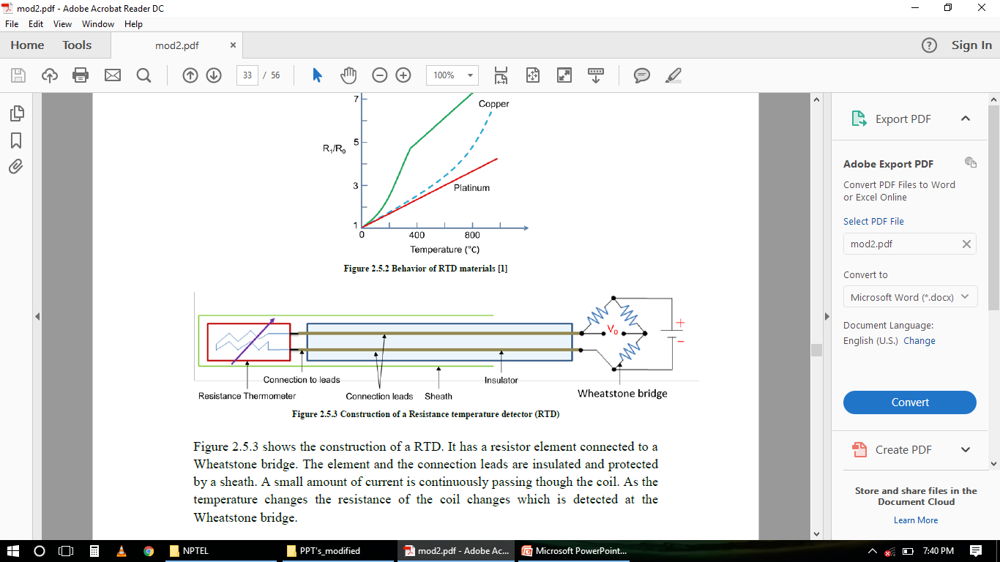 mod2.pdf - Adobe Acrobat Reader DC
File Edit View Window Help
Home Tools mod2.pdf × ? Sign In
33 / 56 100%
7
Copper
R₁/R₀ 5
3
Platinum
1
0 400 800
Temperature (°C)
Figure 2.5.2 Behavior of RTD materials [1]
V₀ +
−
Connection to leads Insulator
Resistance Thermometer Connection leads Sheath Wheatstone bridge
Figure 2.5.3 Construction of a Resistance temperature detector (RTD)
Figure 2.5.3 shows the construction of a RTD. It has a resistor element connected to a
Wheatstone bridge. The element and the connection leads are insulated and protected
by a sheath. A small amount of current is continuously passing though the coil. As the
temperature changes the resistance of the coil changes which is detected at the
Wheatstone bridge.
Export PDF
Adobe Export PDF
Convert PDF Files to Word
or Excel Online
Select PDF File
mod2.pdf
Convert to
Microsoft Word (*.docx)
Document Language:
English (U.S.) Change
Convert
Create PDF
Store and share files in the
Document Cloud
Learn More
NPTEL PPT's_modified mod2.pdf - Adobe Ac... Microsoft PowerPoint... 7:40 PM